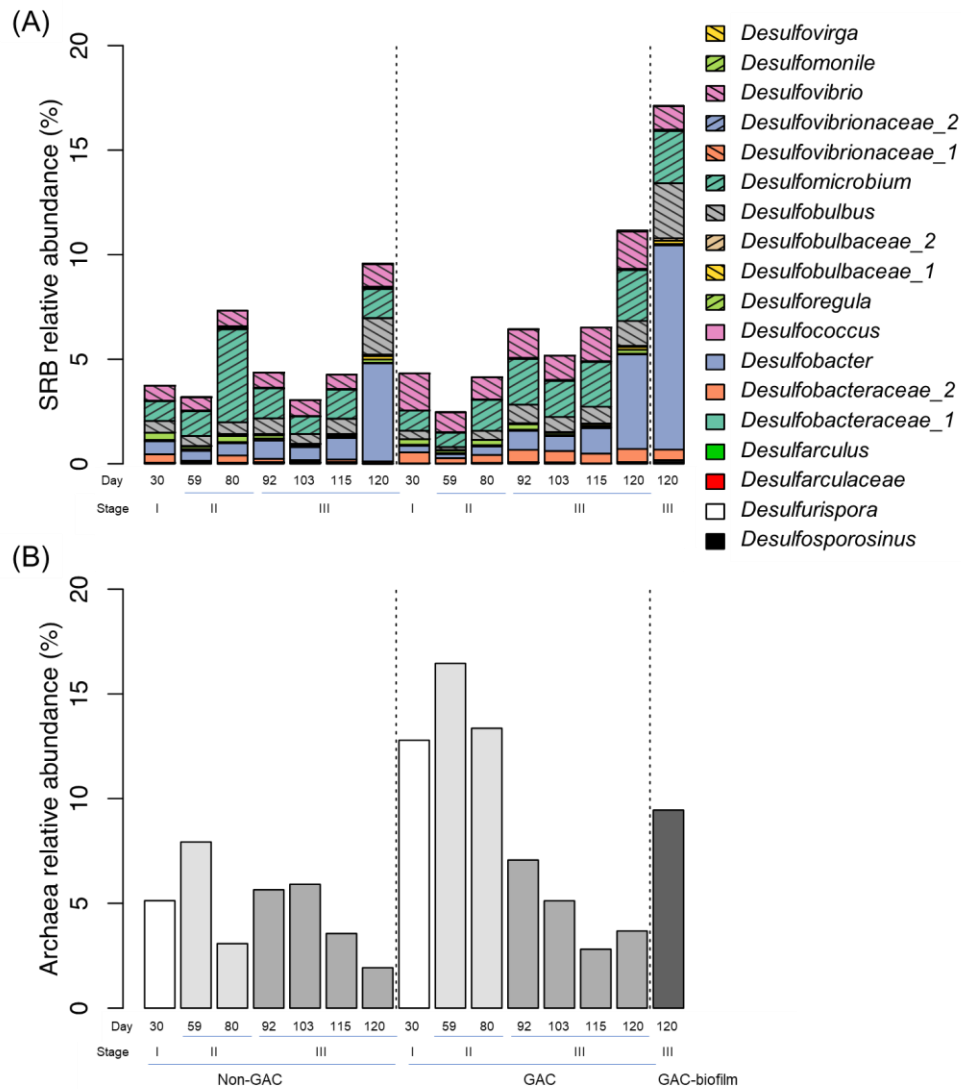 (A)
SRB relative abundance (%)
20
15
10
5
0
Desulfovirga
Desulfomonile
Desulfovibrio
Desulfovibrionaceae_2
Desulfovibrionaceae_1
Desulfomicrobium
Desulfobulbus
Desulfobulbaceae_2
Desulfobulbaceae_1
Desulforegula
Desulfococcus
Desulfobacter
Desulfobacteraceae_2
Desulfobacteraceae_1
Desulfarculus
Desulfarculaceae
Desulfurispora
Desulfosporosinus
Day 30 59 80 92 103 115 120 30 59 80 92 103 115 120 120
Stage I II III I II III III
(B)
Archaea relative abundance (%)
20
15
10
5
0
Day 30 59 80 92 103 115 120 30 59 80 92 103 115 120 120
Stage I II III I II III III
Non-GAC GAC GAC-biofilm